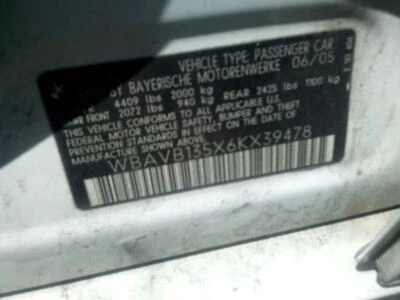 VEHICLE TYPE PASSENGER CAR
BY BAYERISCHE MOTORENWERKE 06/05
4409 lbs 2000 kg
FRONT 2072 lbs 940 kg REAR 2425 lbs 1100 kg
THIS VEHICLE CONFORMS TO ALL APPLICABLE
FEDERAL MOTOR VEHICLE SAFETY, BUMPER AND
THEFT PREVENTION STANDARDS IN EFFECT ON THE
DATE OF MANUFACTURE SHOWN ABOVE
WBAVB135X6KX39478